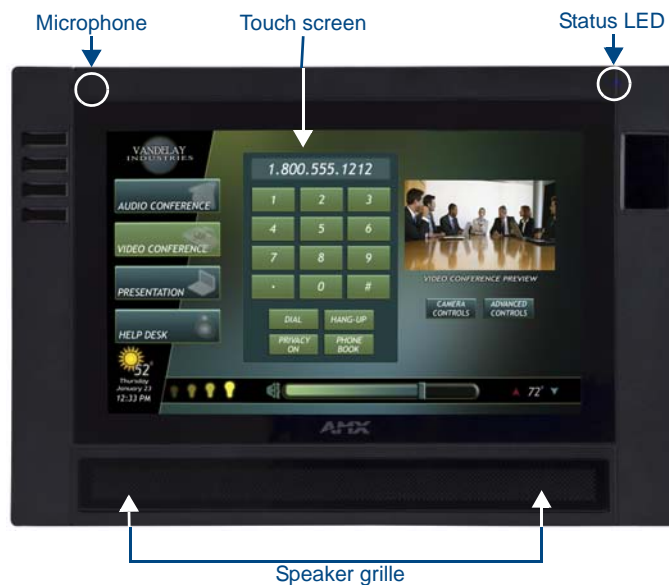 Microphone
Touch screen
Status LED
VANDELAY
INDUSTRIES
1.800.555.1212
1 2 3
4 5 6
7 8 9
· 0 #
DIAL HANG-UP
PRIVACY ON PHONE BOOK
AUDIO CONFERENCE
VIDEO CONFERENCE
PRESENTATION
HELP DESK
VIDEO CONFERENCE PREVIEW
CAMERA CONTROLS ADVANCED CONTROLS
52°
Thursday
January 23
12:33 PM
72°
AMX
Speaker grille